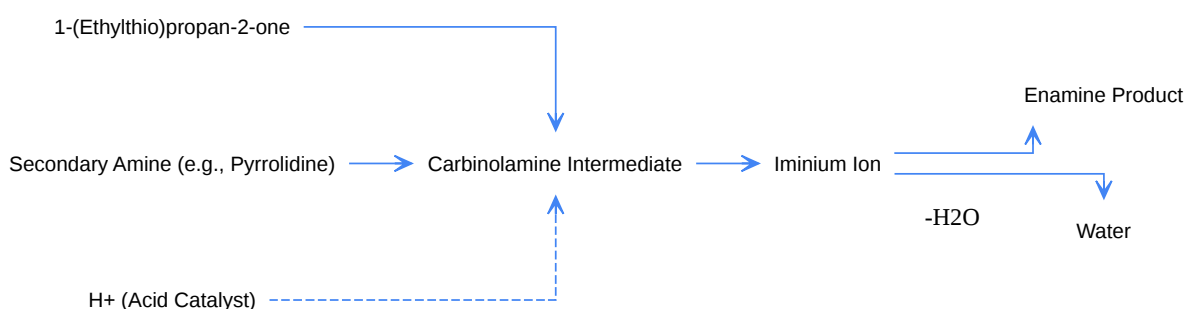 1-(Ethylthio)propan-2-one
Enamine Product
Secondary Amine (e.g., Pyrrolidine)
Carbinolamine Intermediate
Iminium Ion
-H2O
Water
H+ (Acid Catalyst)